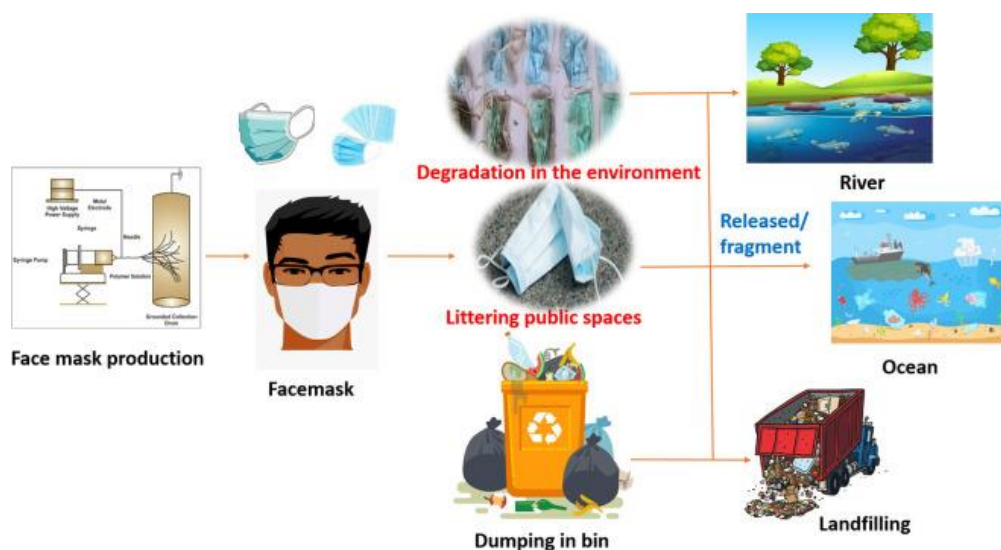 High Voltage
Power Supply
Metal
Electrode
Syringe
Needle
Syringe Pump
Polymer Solution
Grounded Collection
Drum
Face mask production
Facemask
Degradation in the environment
Littering public spaces
Dumping in bin
Released/
fragment
River
Ocean
Landfilling